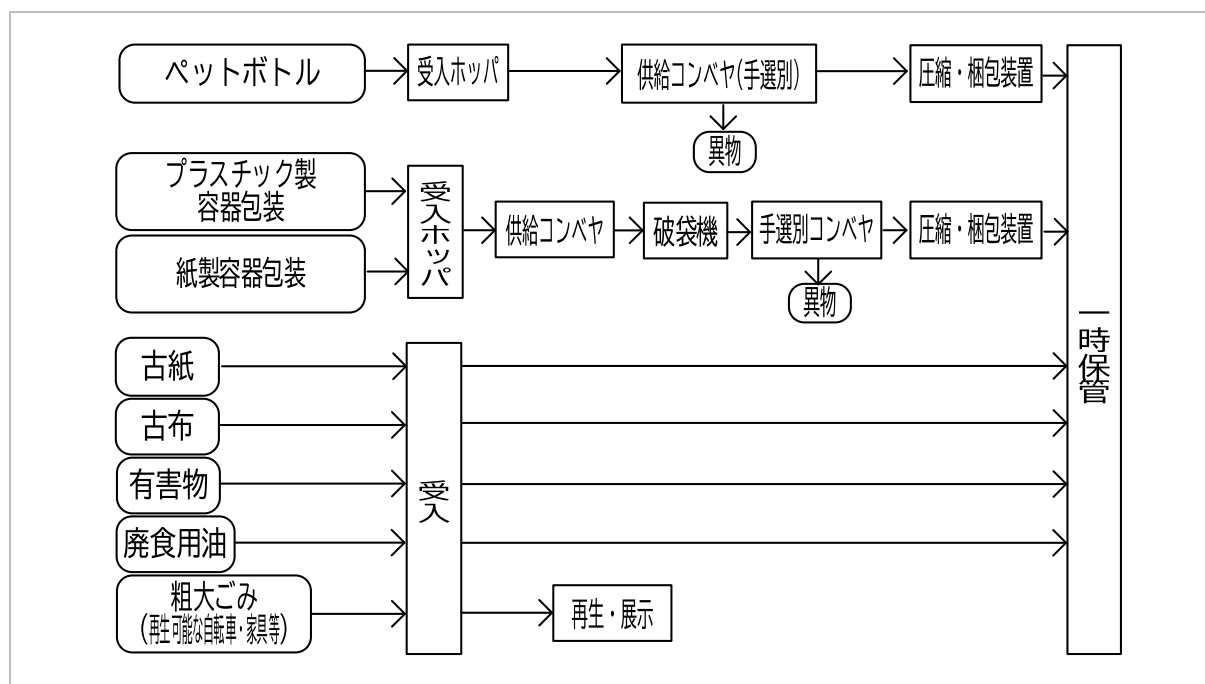 ペットボトル
受入ホッパ
供給コンベヤ(手選別)
圧縮・梱包装置
異物
プラスチック製
容器包装
紙製容器包装
受入ホッパ
供給コンベヤ
破袋機
手選別コンベヤ
圧縮・梱包装置
異物
一時保管
古紙
古布
有害物
廃食用油
粗大ごみ
(再生可能な自転車・家具等)
受入
再生・展示